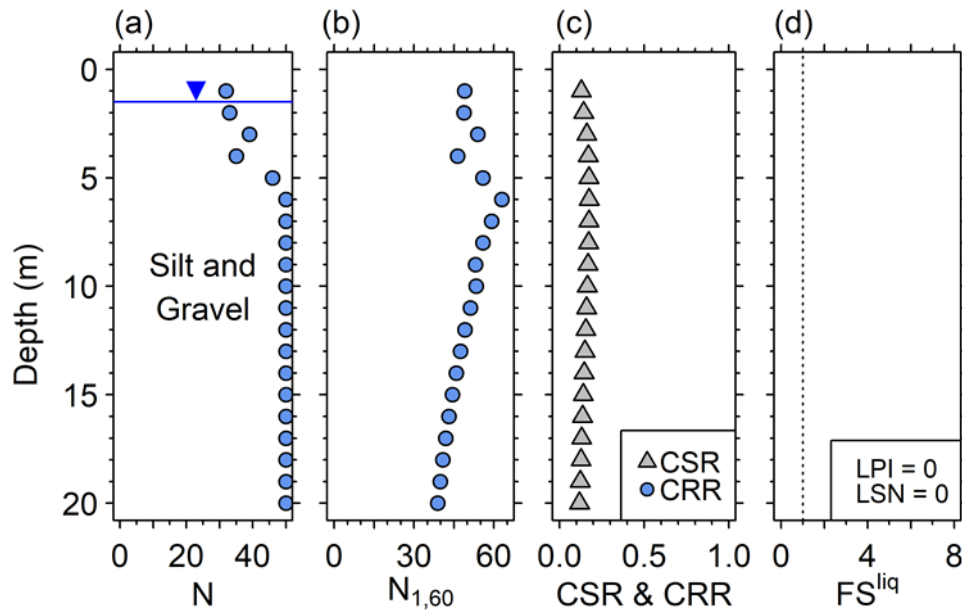 (a) (b) (c) (d)
Depth (m)
0
5
10
15
20
Silt and
Gravel
0 20 40
N
0 30 60
N1,60
CSR
CRR
0.0 0.5 1.0
CSR & CRR
LPI = 0
LSN = 0
0 4 8
FSliq